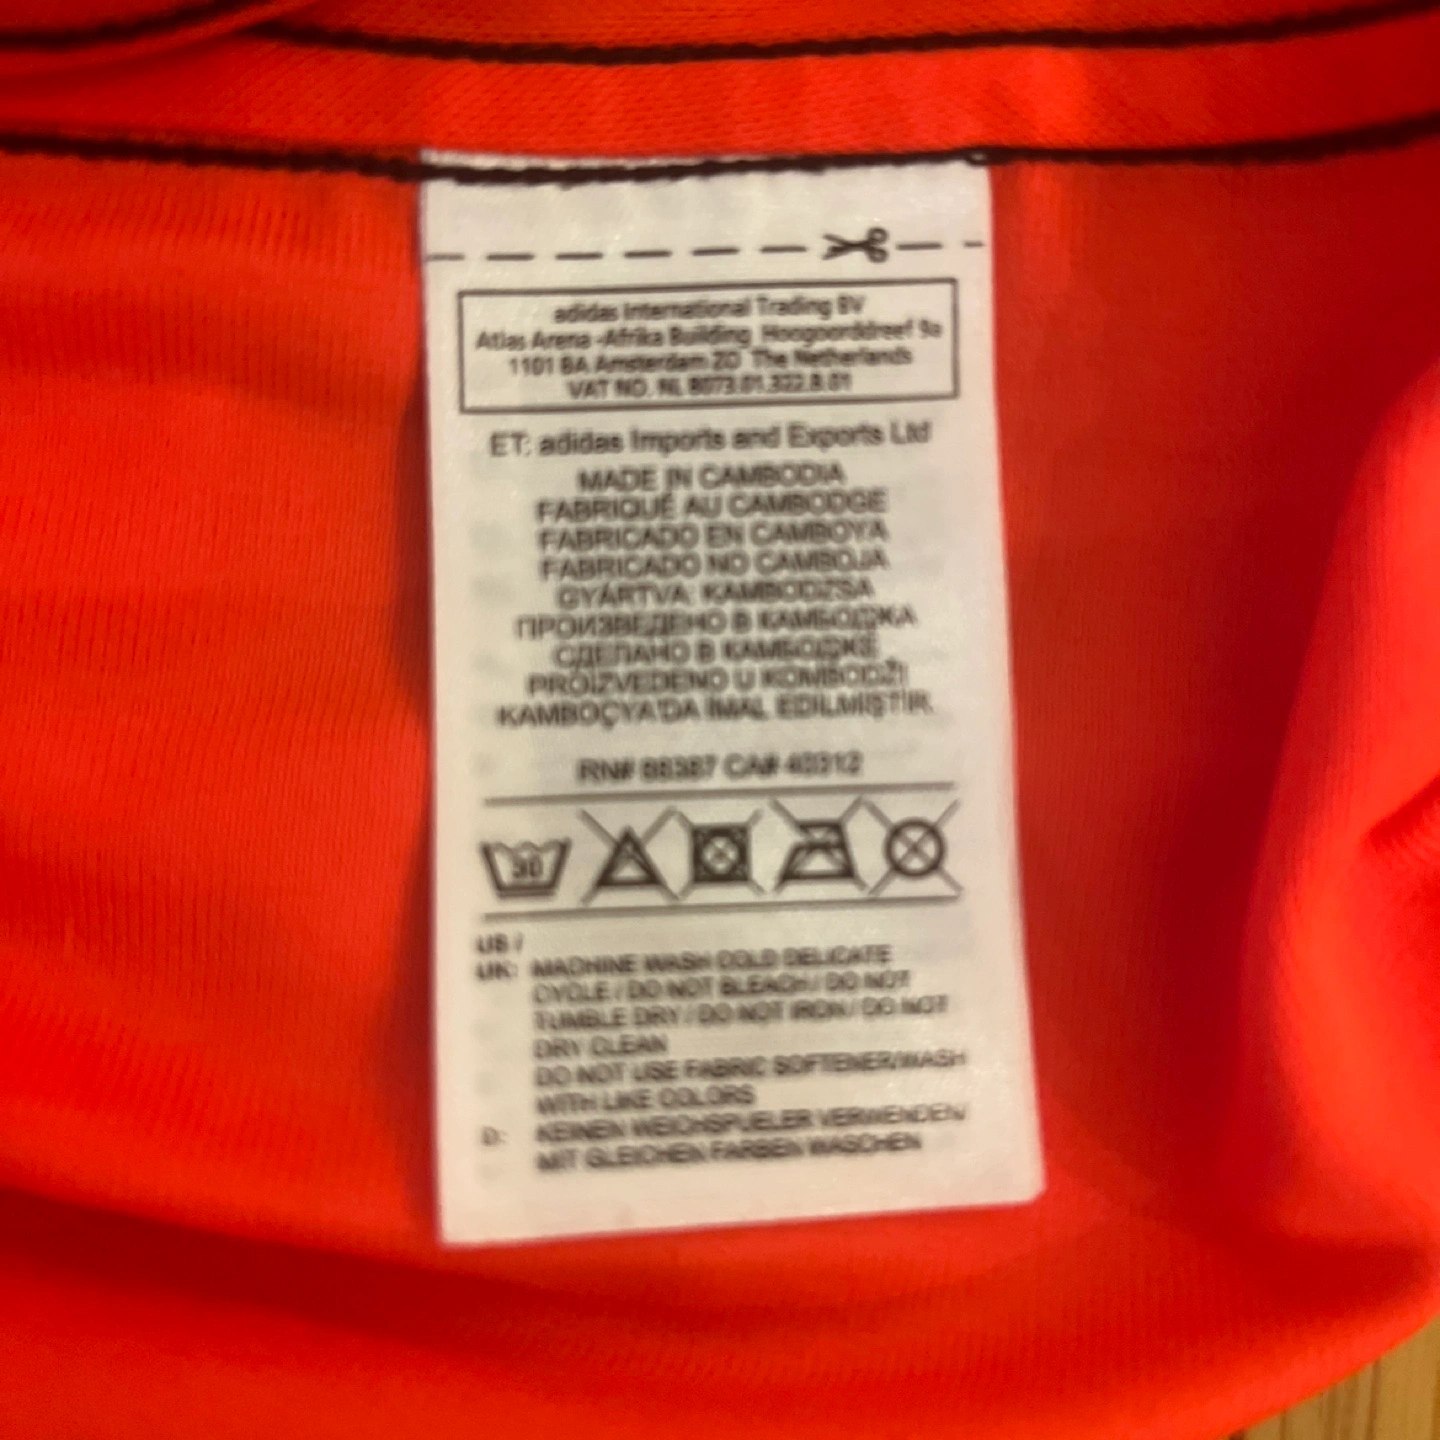 adidas International Trading BV
Atlas Arena -Afrika Building Hoogoorddreef 9a
1101 BA Amsterdam ZO The Netherlands
VAT NO. NL 8073.01.322.B.01
ET: adidas Imports and Exports Ltd
MADE IN CAMBODIA
FABRIQUÉ AU CAMBODGE
FABRICADO EN CAMBOYA
FABRICADO NO CAMBOJA
GYÁRTVA: KAMBODZSA
ПРОИЗВЕДЕНО В КАМБОДЖА
СДЕЛАНО В КАМБОДЖЕ
PROIZVEDENO U KOMBODŽI
KAMBOÇYA'DA İMAL EDİLMİŞTİR.
RN# 88387 CA# 40312
30
US /
UK: MACHINE WASH COLD DELICATE
CYCLE / DO NOT BLEACH / DO NOT
TUMBLE DRY / DO NOT IRON / DO NOT
DRY CLEAN
DO NOT USE FABRIC SOFTENER/WASH
WITH LIKE COLORS
D: KEINEN WEICHSPUELER VERWENDEN/
MIT GLEICHEN FARBEN WASCHEN